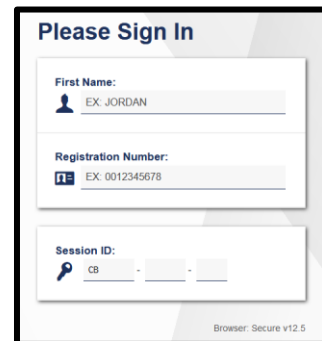 Please Sign In
First Name:
EX: JORDAN
Registration Number:
EX: 0012345678
Session ID:
CB - -
Browser: Secure v12.5